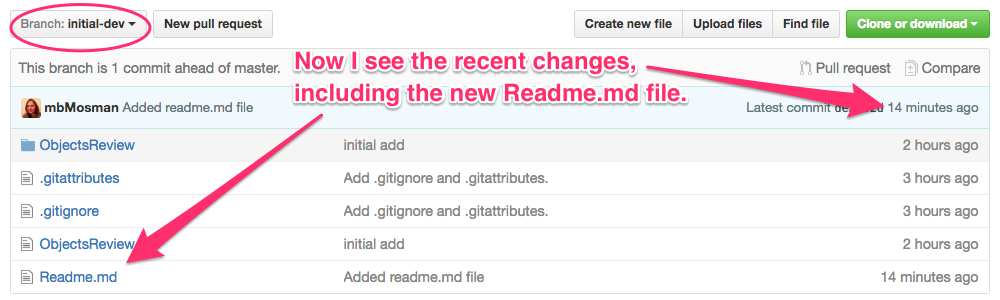 Branch: initial-dev New pull request Create new file Upload files Find file Clone or download
Now I see the recent changes,
This branch is 1 commit ahead of master. Pull request Compare
including the new Readme.md file.
mbMosman Added readme.md file Latest commit 14 minutes ago
ObjectsReview initial add 2 hours ago
.gitattributes Add .gitignore and .gitattributes. 3 hours ago
.gitignore Add .gitignore and .gitattributes. 3 hours ago
ObjectsReview initial add 2 hours ago
Readme.md Added readme.md file 14 minutes ago